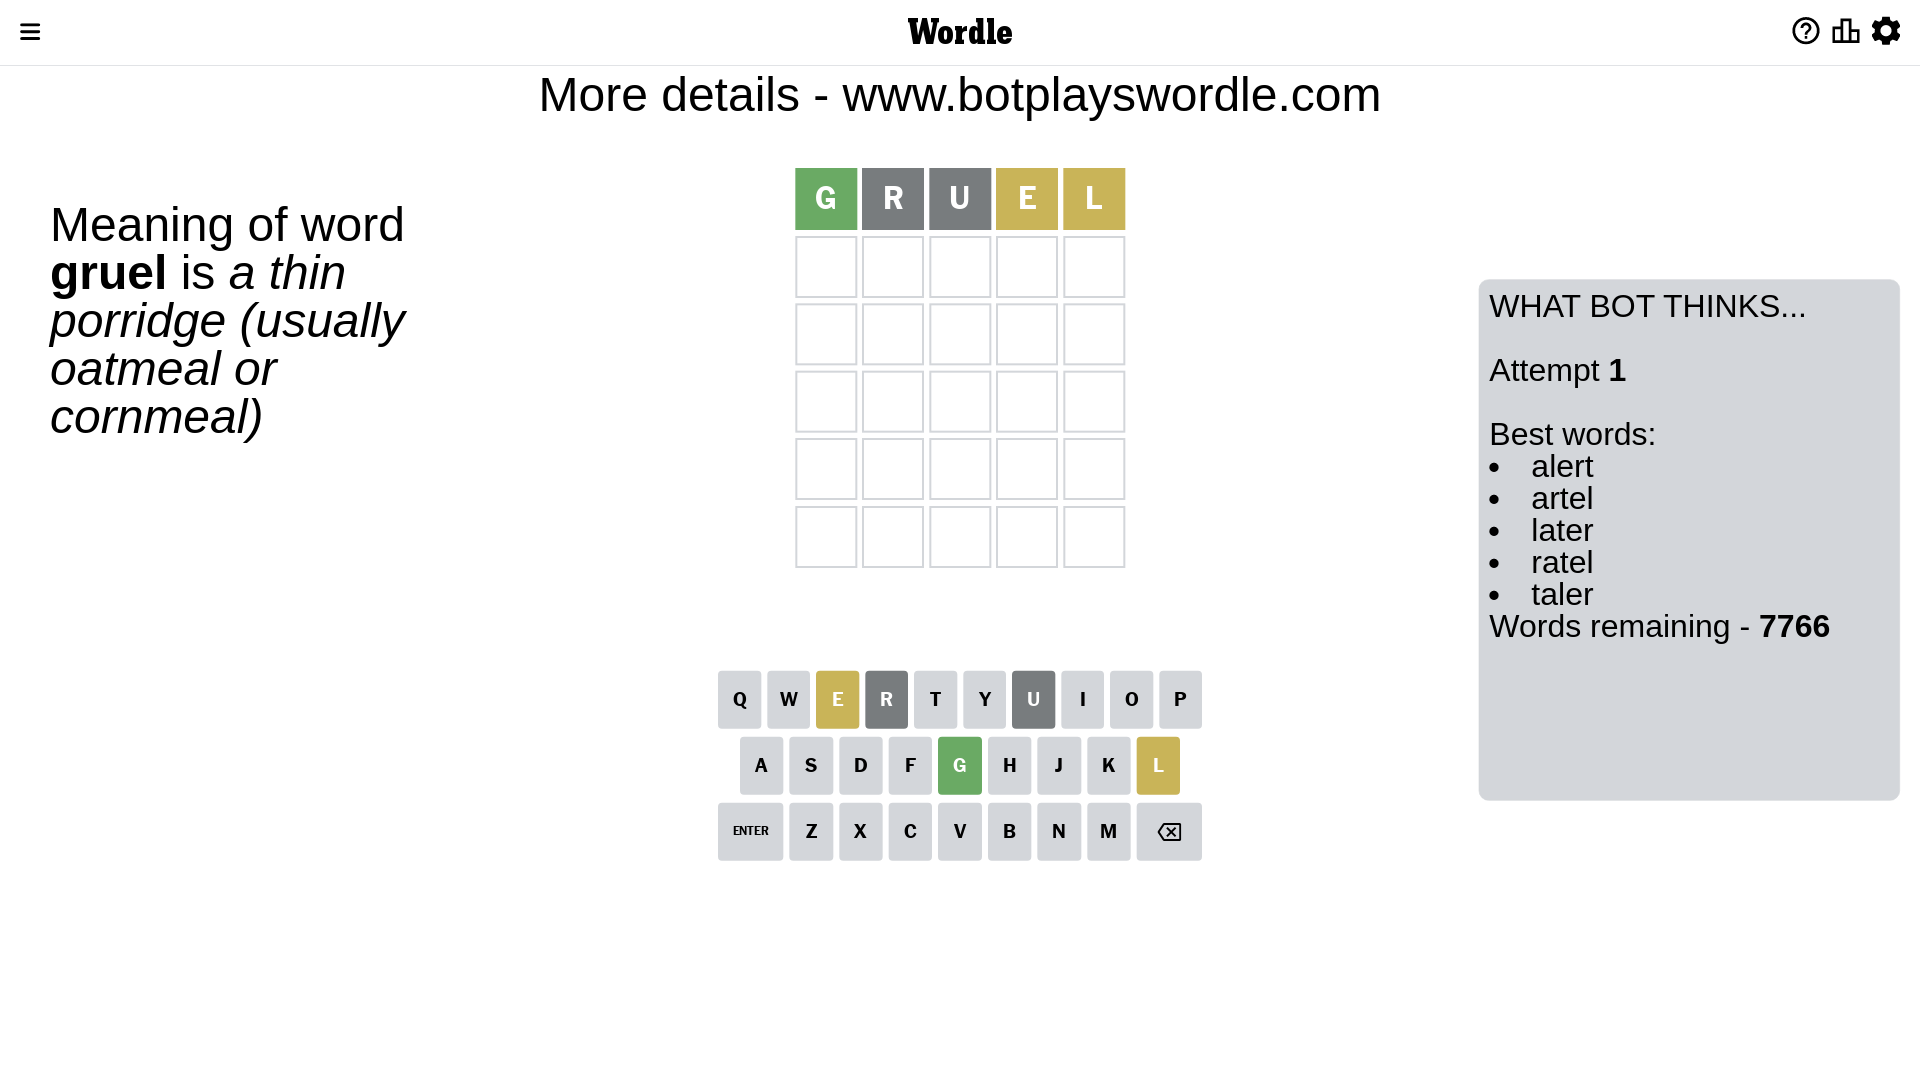 Wordle
More details - www.botplayswordle.com
Meaning of word
gruel is a thin
porridge (usually
oatmeal or
cornmeal)
G R U E L
WHAT BOT THINKS...
Attempt 1
Best words:
• alert
• artel
• later
• ratel
• taler
Words remaining - 7766
Q W E R T Y U I O P
A S D F G H J K L
ENTER Z X C V B N M